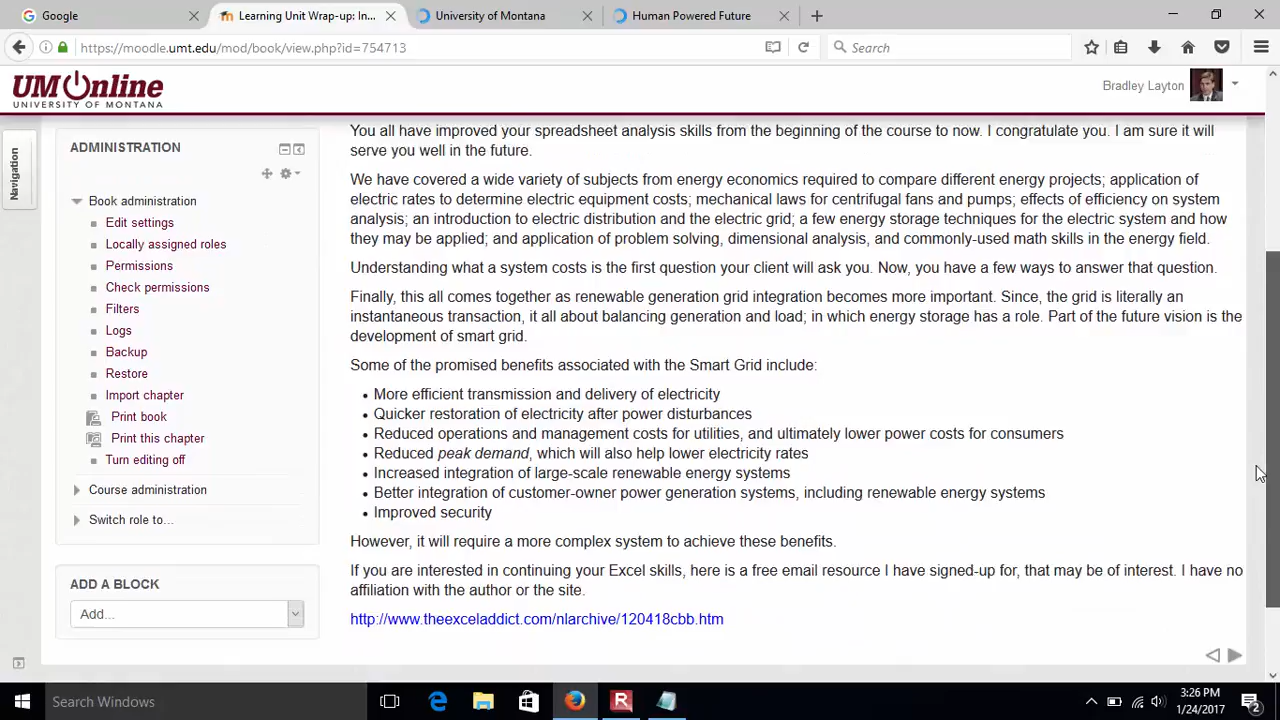 Google
Learning Unit Wrap-up: In...
University of Montana
Human Powered Future
https://moodle.umt.edu/mod/book/view.php?id=754713
Search
UMOnline
UNIVERSITY OF MONTANA
Bradley Layton
Navigation
ADMINISTRATION
Book administration
Edit settings
Locally assigned roles
Permissions
Check permissions
Filters
Logs
Backup
Restore
Import chapter
Print book
Print this chapter
Turn editing off
Course administration
Switch role to...
ADD A BLOCK
Add...
You all have improved your spreadsheet analysis skills from the beginning of the course to now. I congratulate you. I am sure it will
serve you well in the future.
We have covered a wide variety of subjects from energy economics required to compare different energy projects; application of
electric rates to determine electric equipment costs; mechanical laws for centrifugal fans and pumps; effects of efficiency on system
analysis; an introduction to electric distribution and the electric grid; a few energy storage techniques for the electric system and how
they may be applied; and application of problem solving, dimensional analysis, and commonly-used math skills in the energy field.
Understanding what a system costs is the first question your client will ask you. Now, you have a few ways to answer that question.
Finally, this all comes together as renewable generation grid integration becomes more important. Since, the grid is literally an
instantaneous transaction, it all about balancing generation and load; in which energy storage has a role. Part of the future vision is the
development of smart grid.
Some of the promised benefits associated with the Smart Grid include:
• More efficient transmission and delivery of electricity
• Quicker restoration of electricity after power disturbances
• Reduced operations and management costs for utilities, and ultimately lower power costs for consumers
• Reduced peak demand, which will also help lower electricity rates
• Increased integration of large-scale renewable energy systems
• Better integration of customer-owner power generation systems, including renewable energy systems
• Improved security
However, it will require a more complex system to achieve these benefits.
If you are interested in continuing your Excel skills, here is a free email resource I have signed-up for, that may be of interest. I have no
affiliation with the author or the site.
http://www.theexceladdict.com/nlarchive/120418cbb.htm
Search Windows
3:26 PM
1/24/2017
2